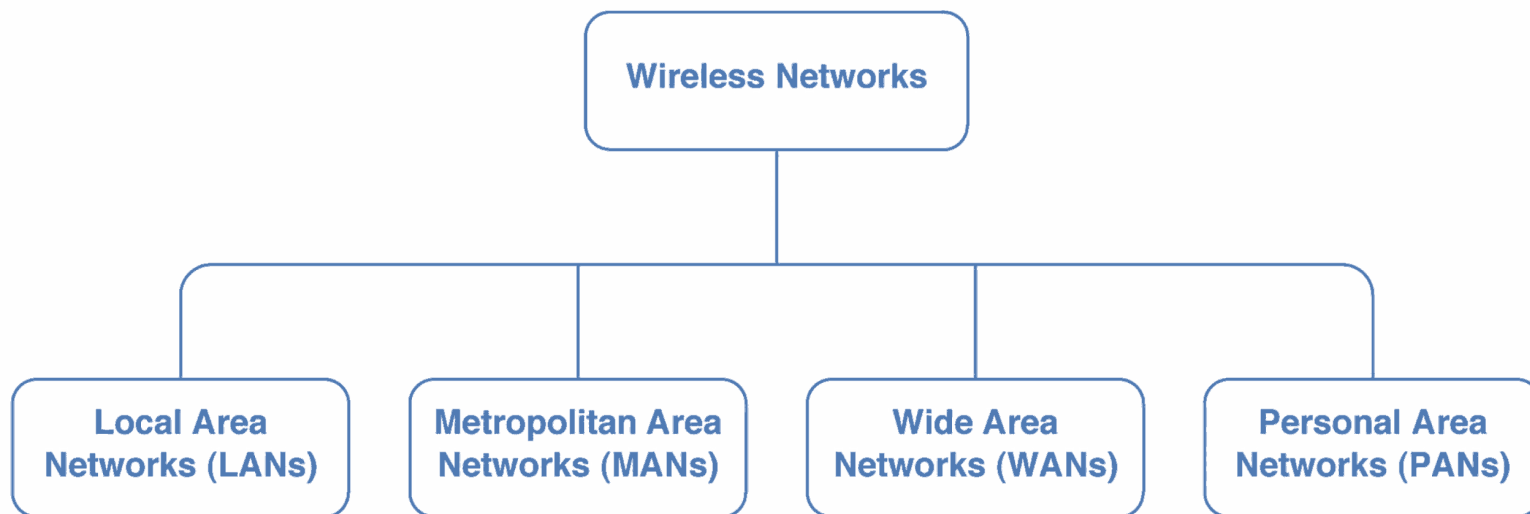 Wireless Networks
Local Area
Networks (LANs)
Metropolitan Area
Networks (MANs)
Wide Area
Networks (WANs)
Personal Area
Networks (PANs)